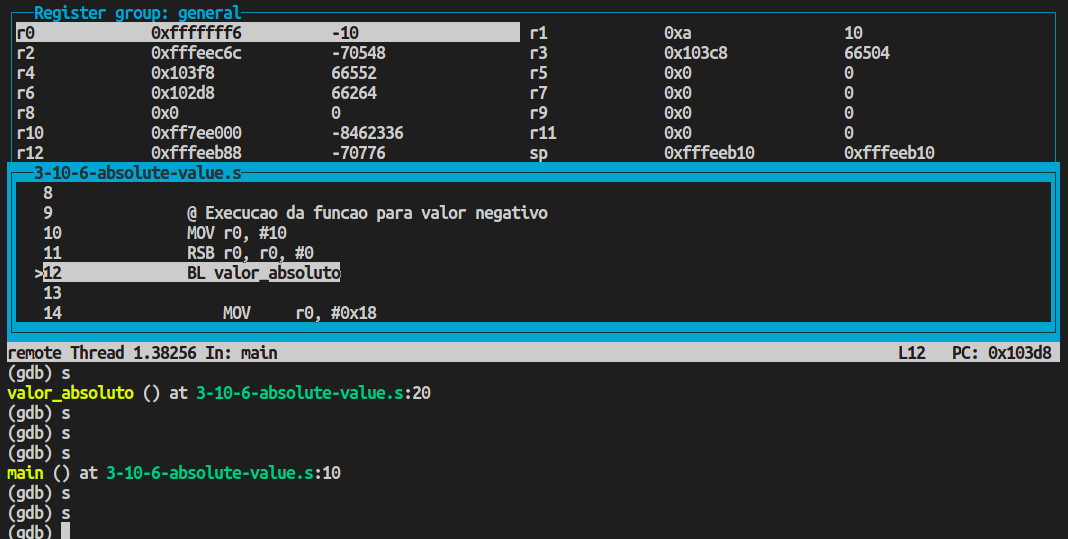 Register group: general
r0 0xfffffff6 -10 r1 0xa 10
r2 0xfffeec6c -70548 r3 0x103c8 66504
r4 0x103f8 66552 r5 0x0 0
r6 0x102d8 66264 r7 0x0 0
r8 0x0 0 r9 0x0 0
r10 0xff7ee000 -8462336 r11 0x0 0
r12 0xfffeeb88 -70776 sp 0xfffeeb10 0xfffeeb10
3-10-6-absolute-value.s
8
9 @ Execucao da funcao para valor negativo
10 MOV r0, #10
11 RSB r0, r0, #0
>12 BL valor_absoluto
13
14 MOV r0, #0x18
remote Thread 1.38256 In: main L12 PC: 0x103d8
(gdb) s
valor_absoluto () at 3-10-6-absolute-value.s:20
(gdb) s
(gdb) s
(gdb) s
main () at 3-10-6-absolute-value.s:10
(gdb) s
(gdb) s
(gdb)